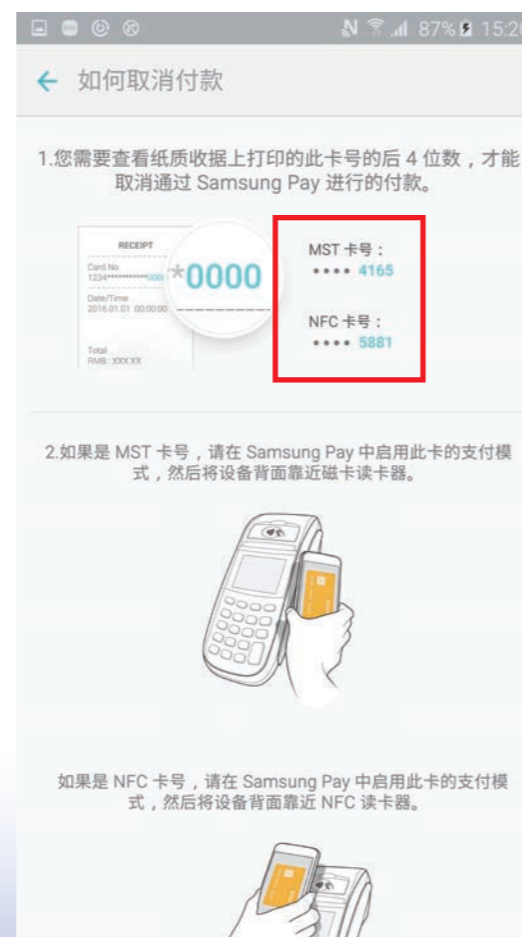 87% 15:20
如何取消付款
1.您需要查看纸质收据上打印的此卡号的后 4 位数，才能
取消通过 Samsung Pay 进行的付款。
RECEIPT
Card No.
1234***********0000
*0000
Date/Time
2016.01.01 00:00:00
Total
RMB : XXX.XX
MST 卡号：
•••• 4165
NFC 卡号：
•••• 5881
2.如果是 MST 卡号，请在 Samsung Pay 中启用此卡的支付模
式，然后将设备背面靠近磁卡读卡器。
如果是 NFC 卡号，请在 Samsung Pay 中启用此卡的支付模
式，然后将设备背面靠近 NFC 读卡器。